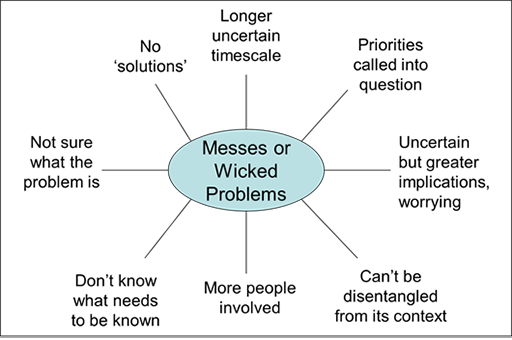 Longer
uncertain
timescale
No
‘solutions’
Priorities
called into
question
Not sure
what the
problem is
Messes or
Wicked
Problems
Uncertain
but greater
implications,
worrying
Don’t know
what needs
to be known
More people
involved
Can’t be
disentangled
from its context